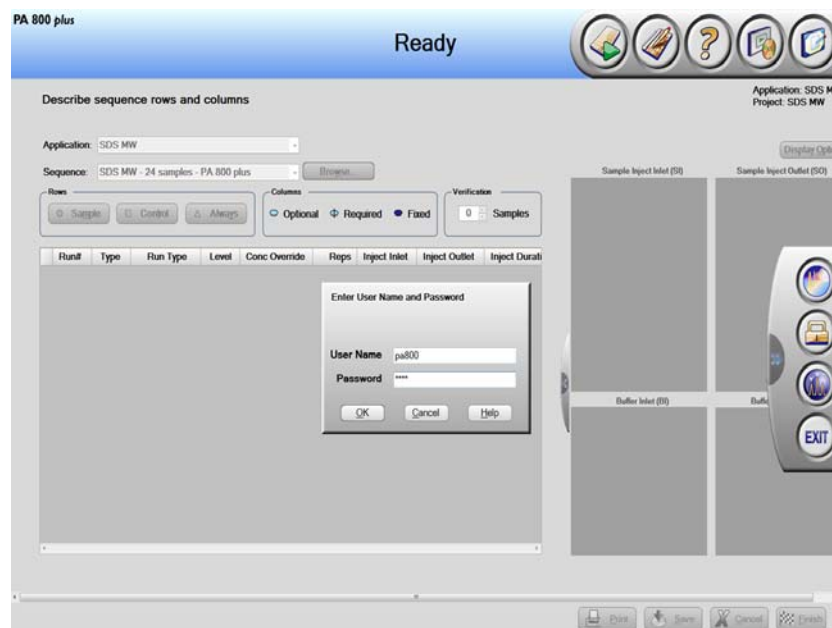 PA 800 plus
Ready
Describe sequence rows and columns
Application: SDS M
Project: SDS MW
Application: SDS MW
Display Opti
Sequence: SDS MW - 24 samples - PA 800 plus Browse...
Sample Inject Inlet (SI) Sample Inject Outlet (SO)
Rows Columns Verification
Sample Control Always Optional Required Fixed 0 Samples
Run# Type Run Type Level Conc Override Reps Inject Inlet Inject Outlet Inject Durati
Enter User Name and Password
User Name pa800
Password ****
OK Cancel Help
Buffer Inlet (BI) Buffe
EXIT
Print Save Cancel Finish